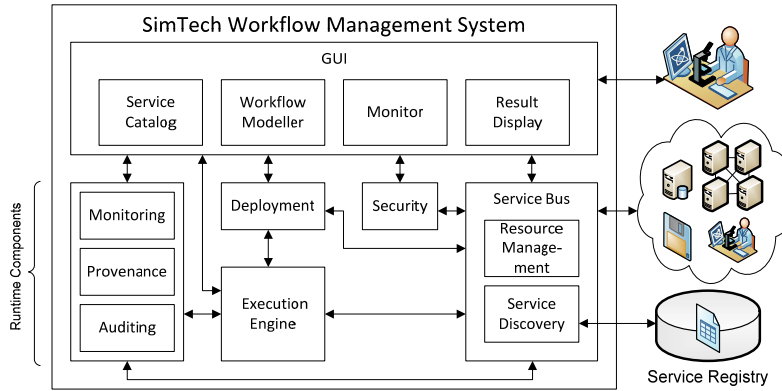 SimTech Workflow Management System
GUI
Service
Catalog
Workflow
Modeller
Monitor
Result
Display
Runtime Components
Monitoring
Provenance
Auditing
Deployment
Execution
Engine
Security
Service Bus
Resource
Manage-
ment
Service
Discovery
Service Registry